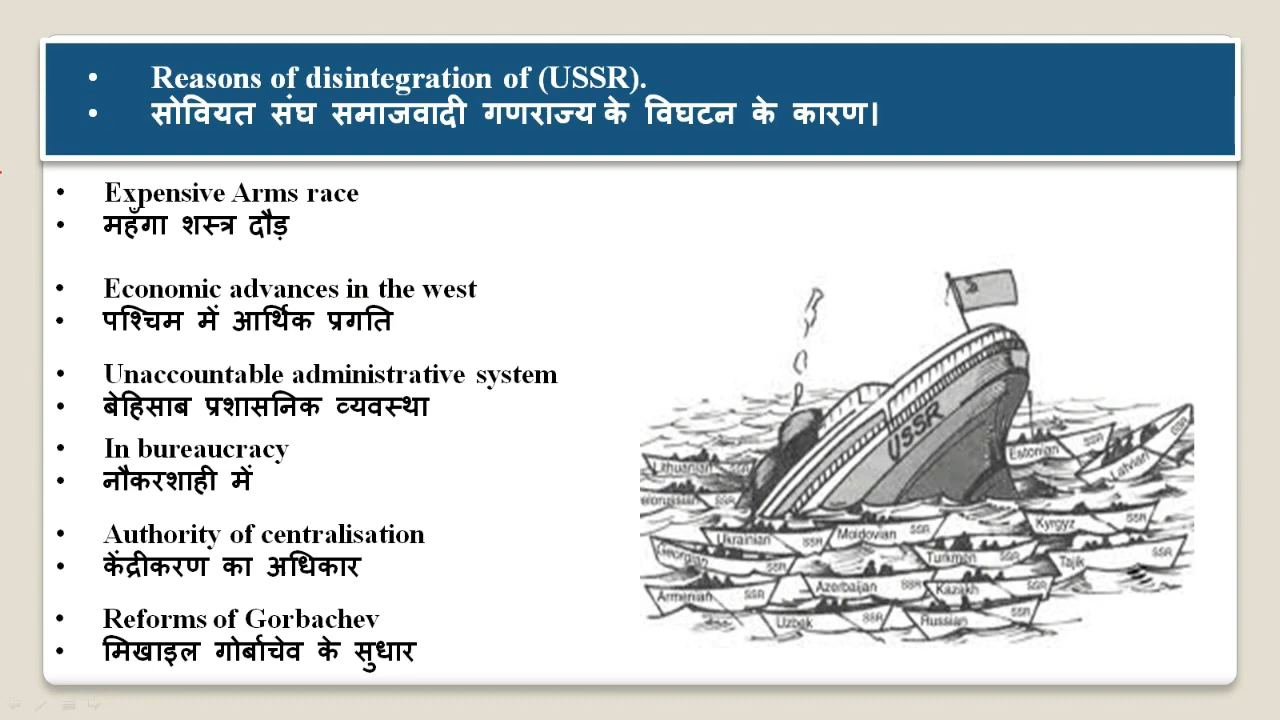 • Reasons of disintegration of (USSR).
• सोवियत संघ समाजवादी गणराज्य के विघटन के कारण।
• Expensive Arms race
• महँगा शस्त्र दौड़
• Economic advances in the west
• पश्चिम में आर्थिक प्रगति
• Unaccountable administrative system
• बेहिसाब प्रशासनिक व्यवस्था
• In bureaucracy
• नौकरशाही में
• Authority of centralisation
• केंद्रीकरण का अधिकार
• Reforms of Gorbachev
• मिखाइल गोर्बाचेव के सुधार
USSR
Estonian SSR
Latvian SSR
Lithuanian SSR
elorussian
Ukrainian SSR
Moldovian SSR
Kyrgyz SSR
Georgian SSR
Turkmen SSR
Tajik SSR
Armenian SSR
Azerbaijan SSR
Kazakh SSR
Uzbek SSR
Russian SSR